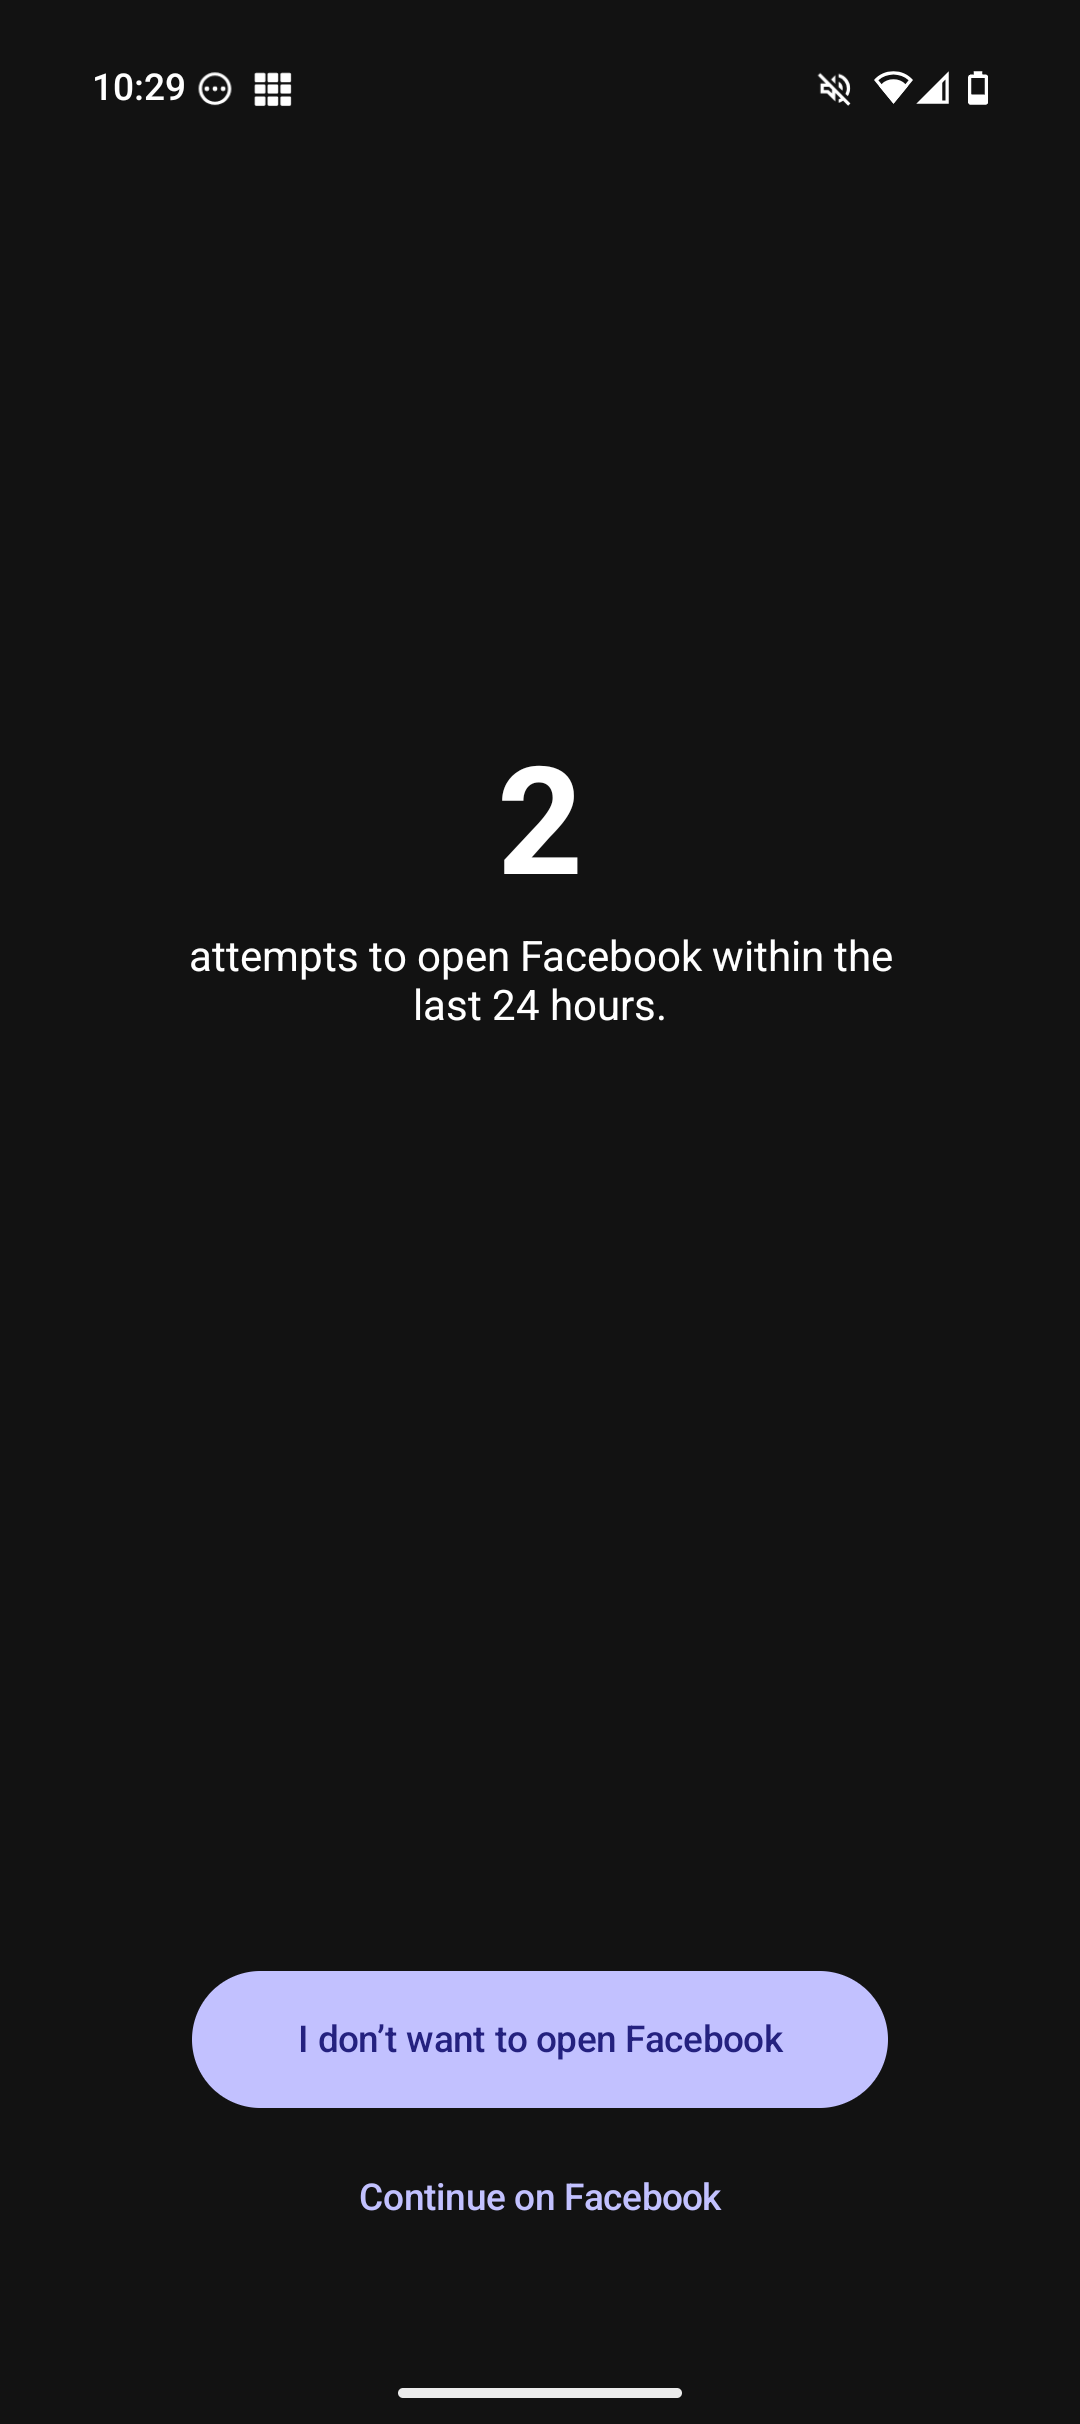 10:29
2
attempts to open Facebook within the
last 24 hours.
I don’t want to open Facebook
Continue on Facebook